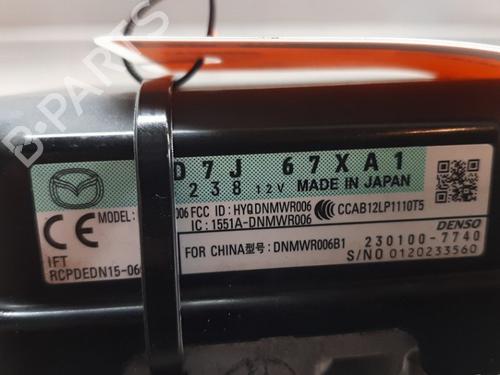 B-PARTS
D7J 67XA1
238 12V MADE IN JAPAN
MODEL: 006 FCC ID: HYQDNMWR006
IC: 1551A-DNMWR006
CCAB12LP1110T5
IFT
RCPDEDN15-06
FOR CHINA型号: DNMWR006B1
DENSO
230100-7740
S/NO 0120233560